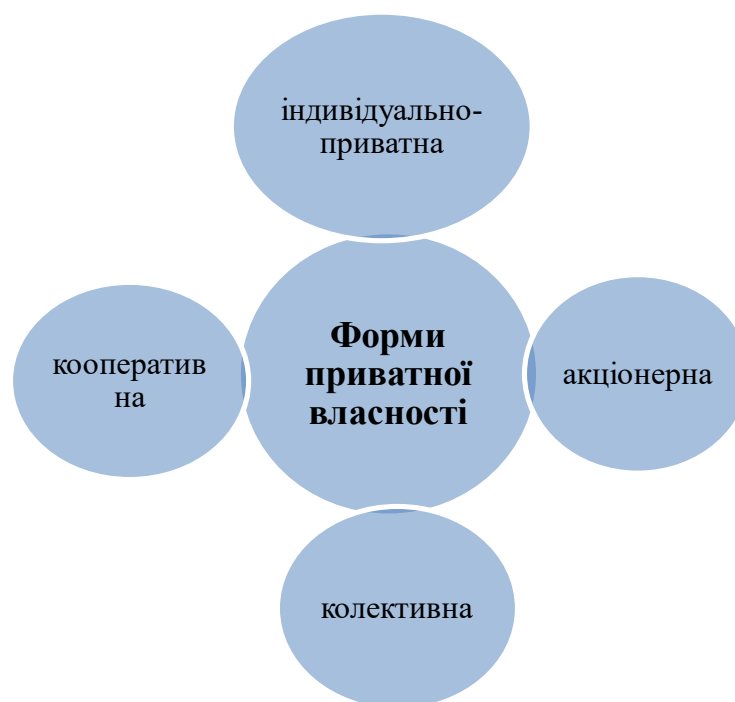 індивідуально-
приватна
Форми
приватної
власності
кооператив
на
акціонерна
колективна